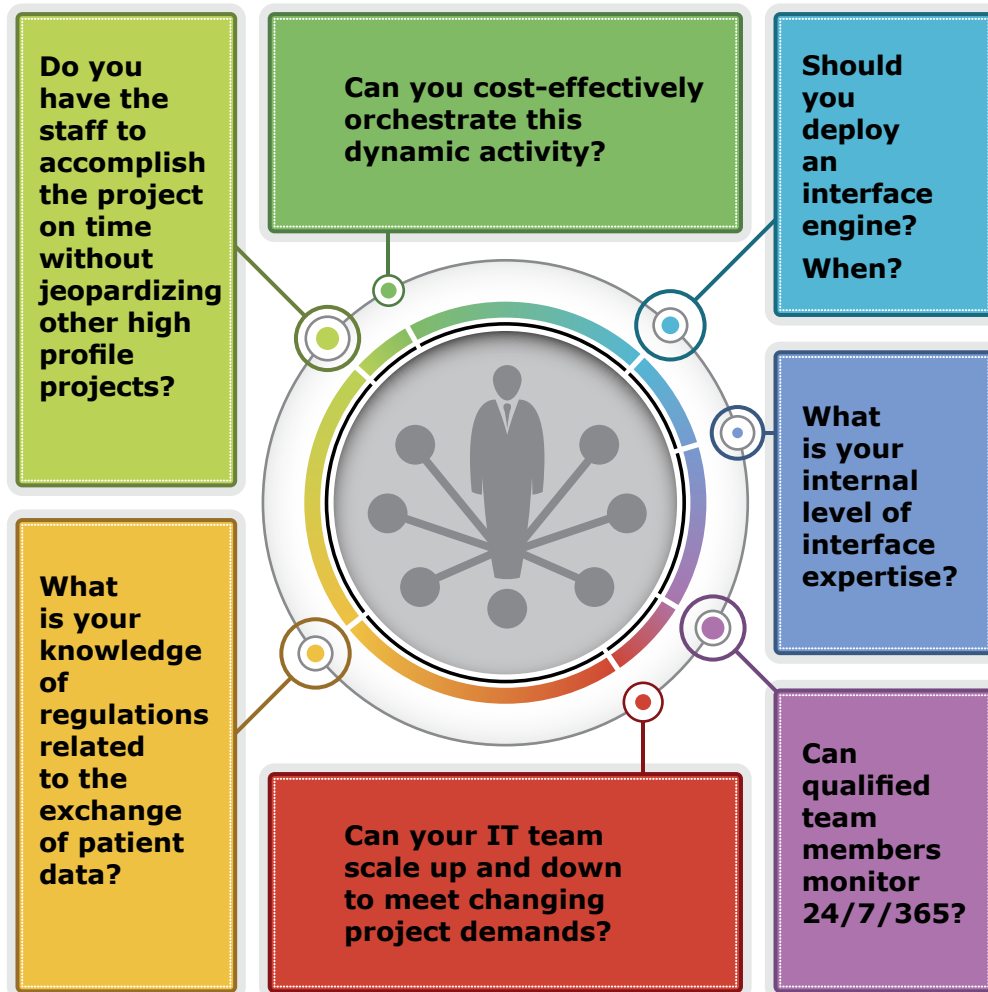 Do you
have the
staff to
accomplish
the project
on time
without
jeopardizing
other high
profile
projects?
Can you cost-effectively
orchestrate this
dynamic activity?
Should
you
deploy
an
interface
engine?
When?
What
is your
internal
level of
interface
expertise?
What
is your
knowledge
of
regulations
related
to the
exchange
of patient
data?
Can your IT team
scale up and down
to meet changing
project demands?
Can
qualified
team
members
monitor
24/7/365?